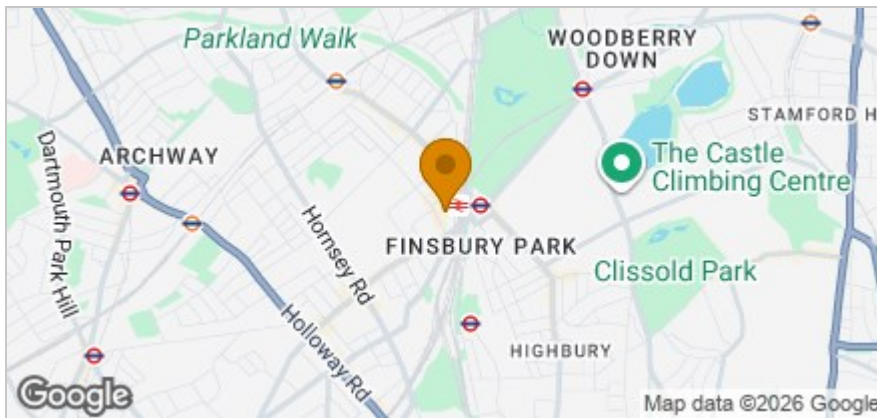 Parkland Walk
WOODBERRY
DOWN
STAMFORD H
ARCHWAY
The Castle
Climbing Centre
Dartmouth Park Hill
Hornsey Rd
FINSBURY PARK
Clissold Park
Holloway Rd
HIGHBURY
Google
Map data ©2026 Google